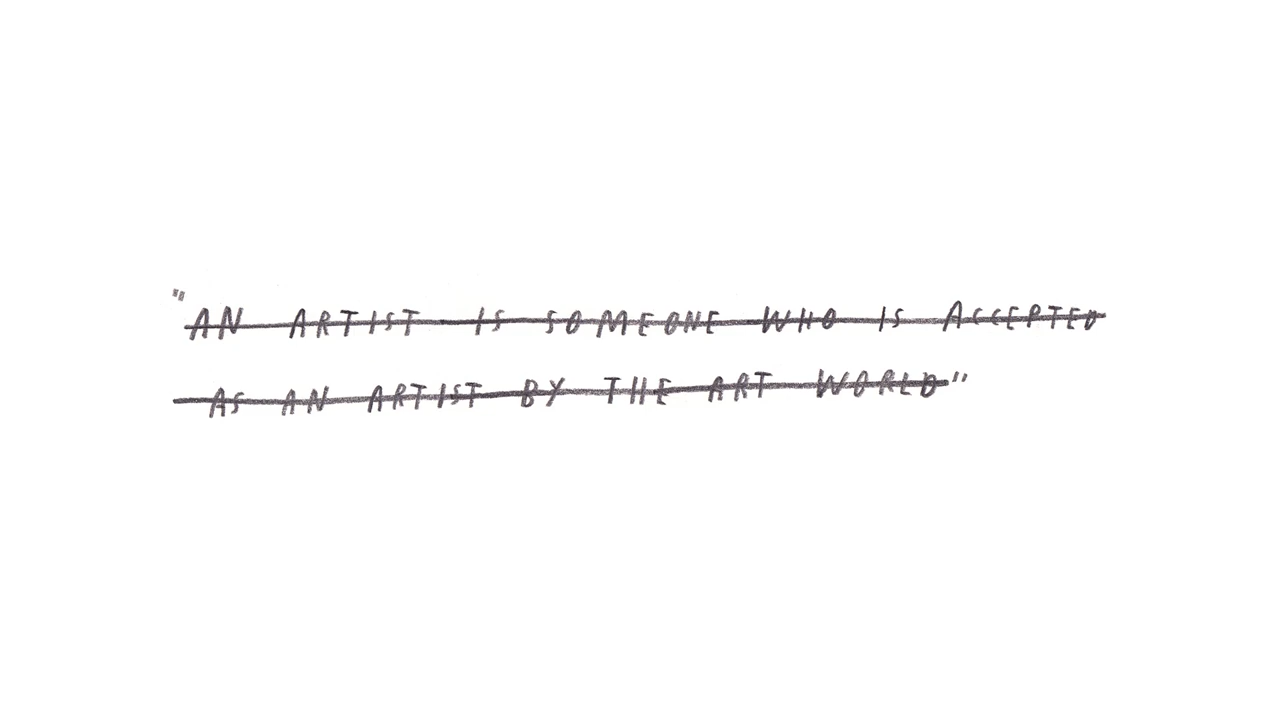 "AN ARTIST IS SOMEONE WHO IS ACCEPTED
AS AN ARTIST BY THE ART WORLD"